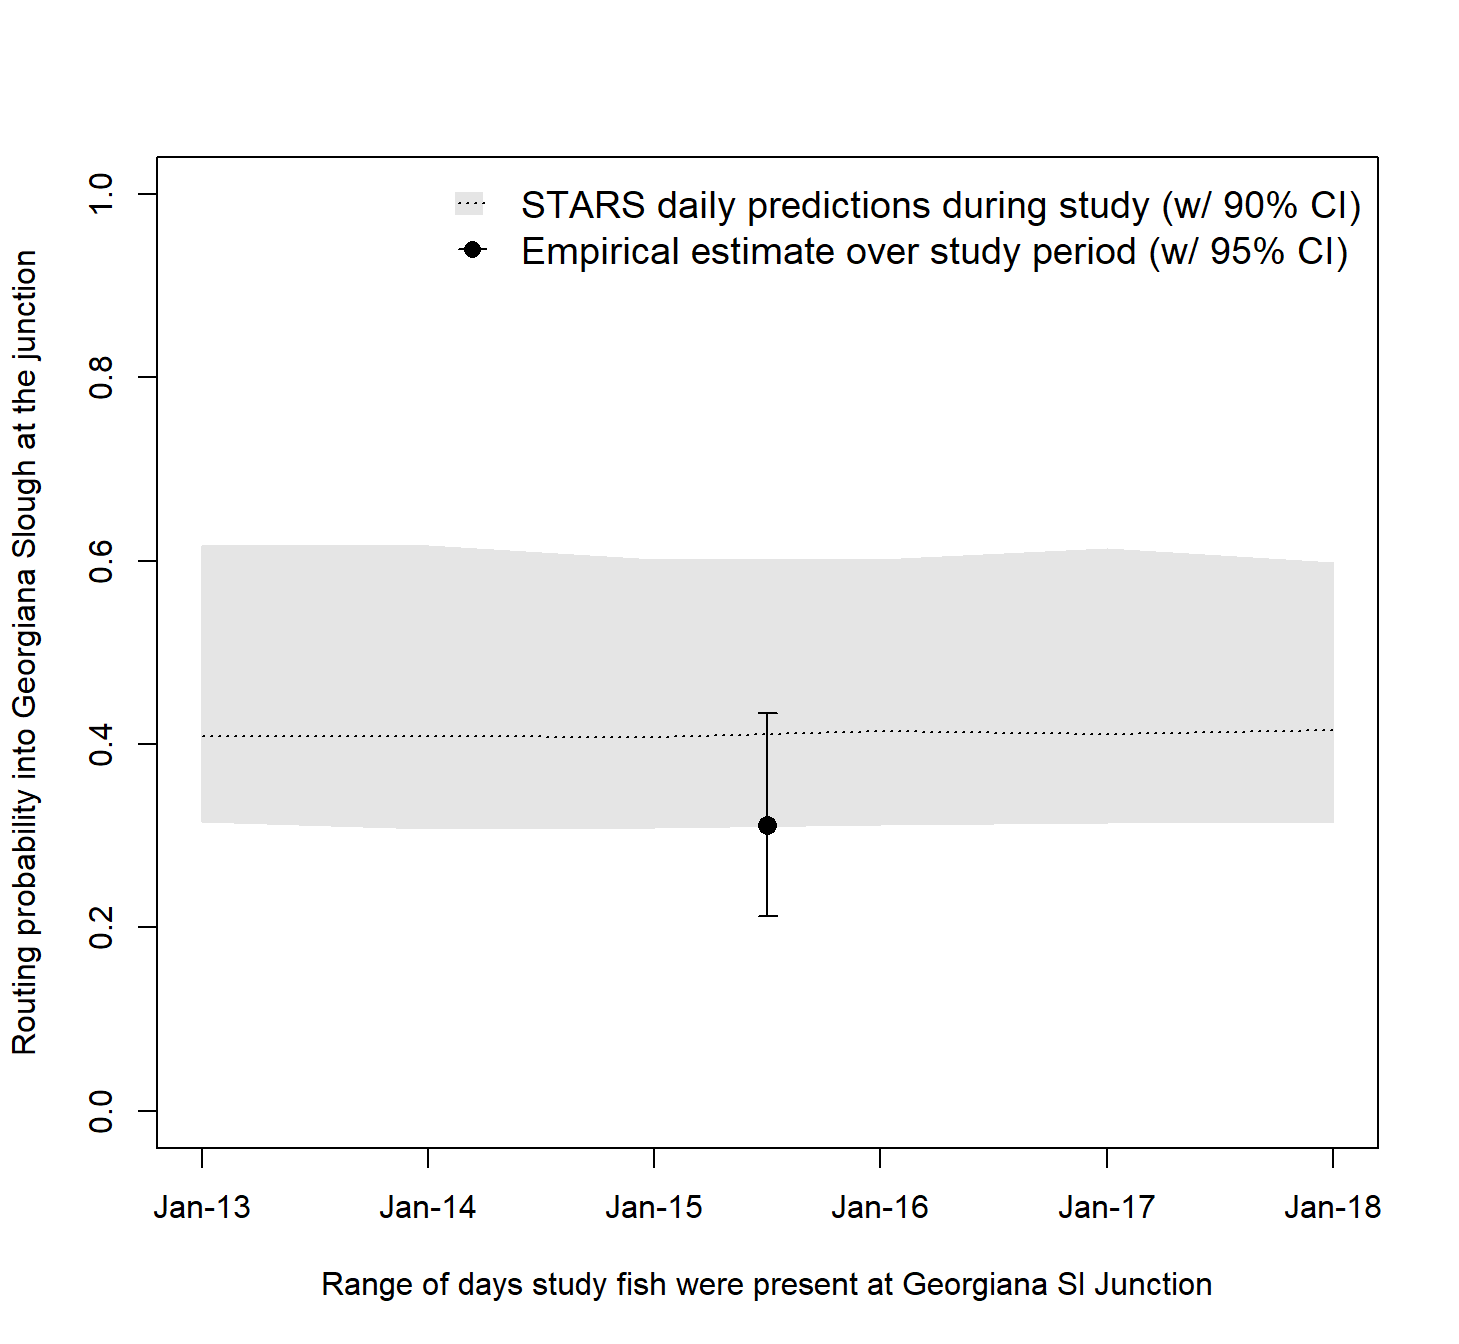 STARS daily predictions during study (w/ 90% CI)
Empirical estimate over study period (w/ 95% CI)
Routing probability into Georgiana Slough at the junction
1.0
0.8
0.6
0.4
0.2
0.0
Jan-13 Jan-14 Jan-15 Jan-16 Jan-17 Jan-18
Range of days study fish were present at Georgiana Sl Junction